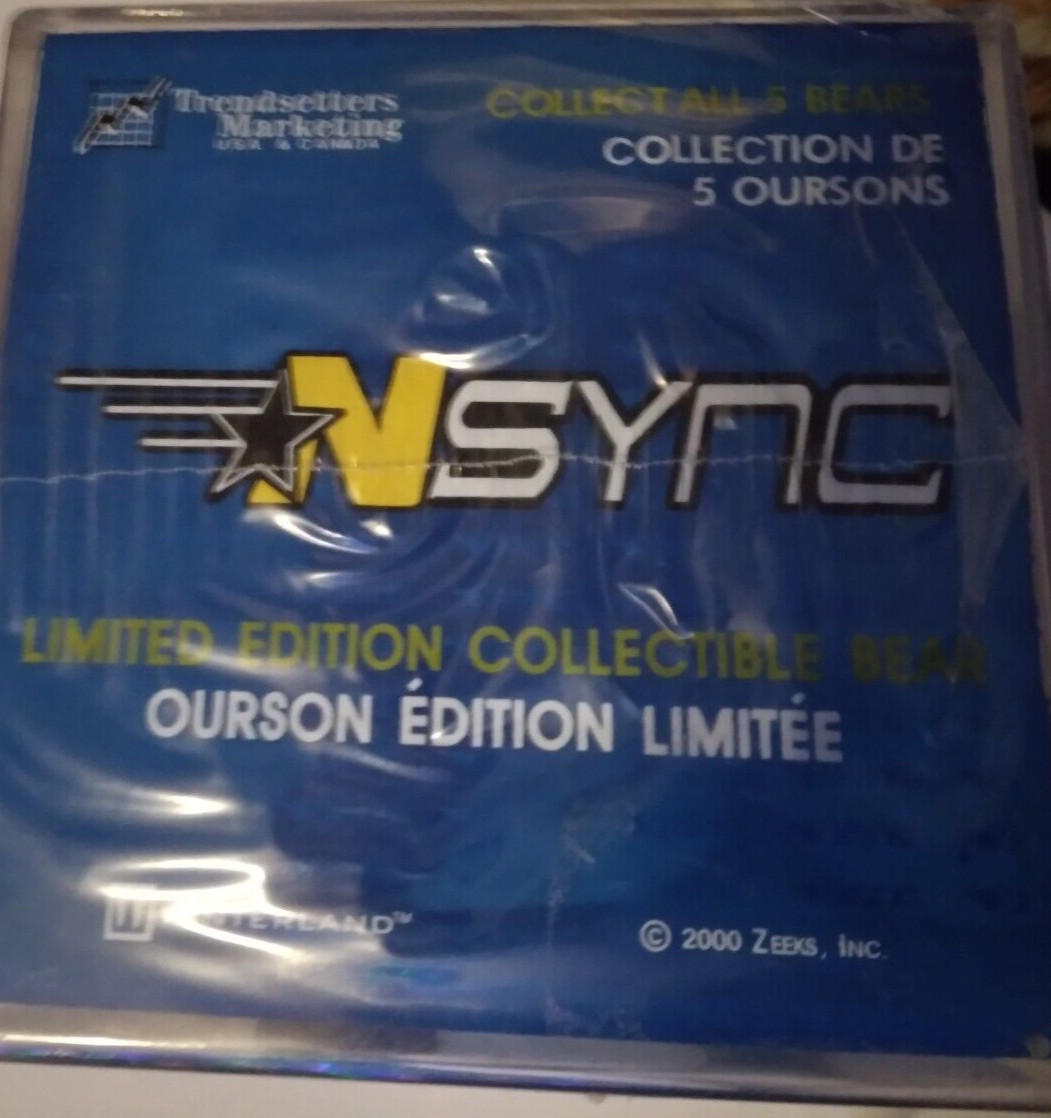 Trendsetters
Marketing
USA & CANADA
COLLECT ALL 5 BEARS
COLLECTION DE
5 OURSONS
NSYNC
LIMITED EDITION COLLECTIBLE BEAR
OURSON ÉDITION LIMITÉE
© 2000 ZEEKS, INC.